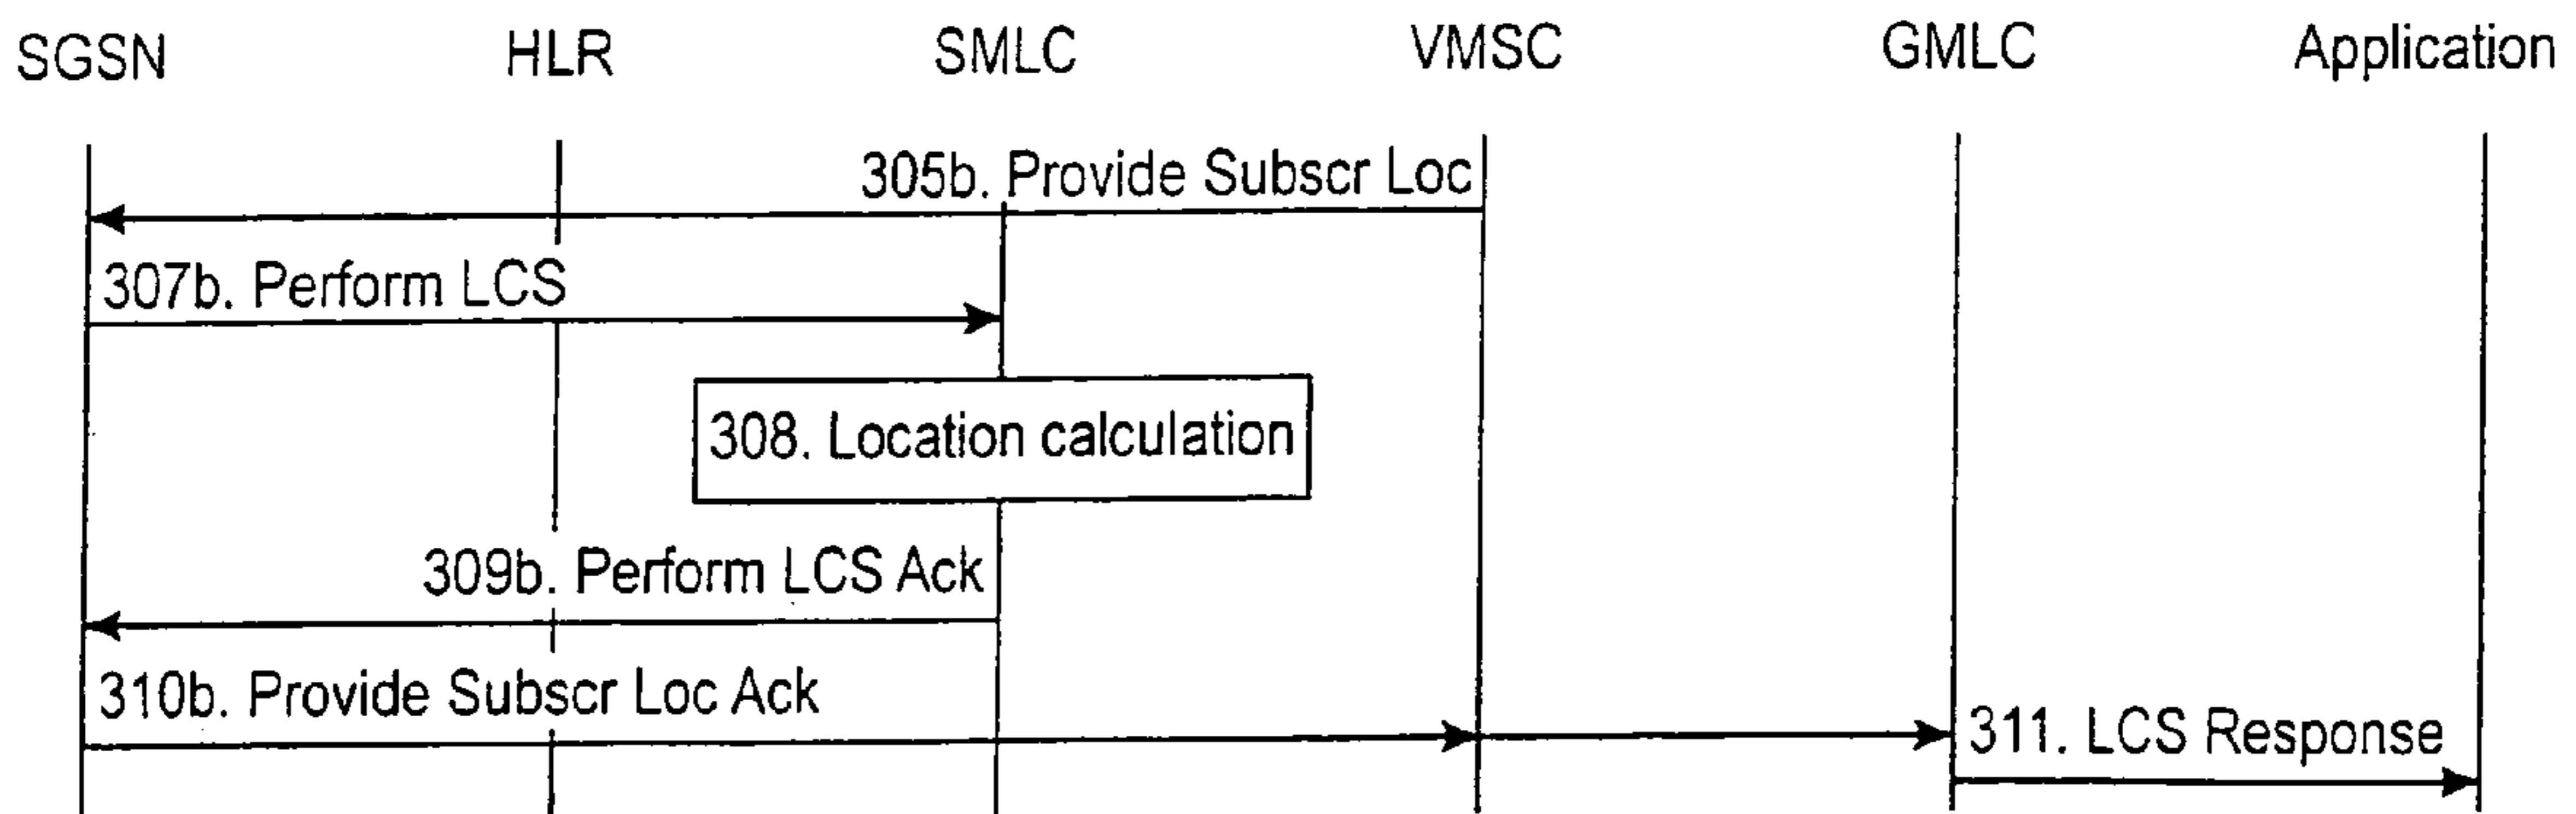 SGSN HLR SMLC VMSC GMLC Application
305b. Provide Subscr Loc
307b. Perform LCS
308. Location calculation
309b. Perform LCS Ack
310b. Provide Subscr Loc Ack
311. LCS Response